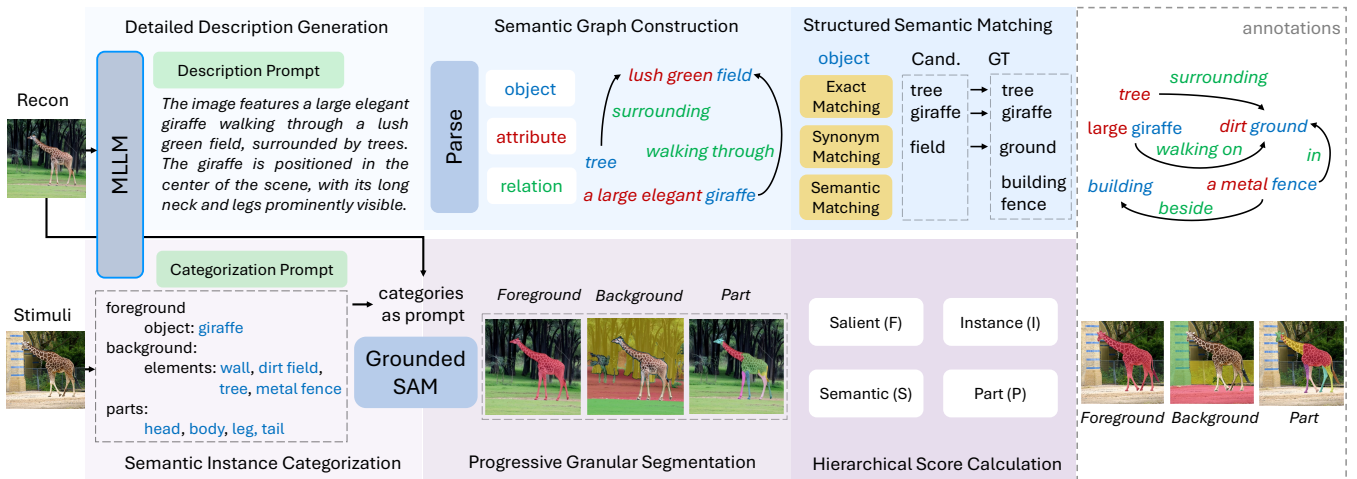 Detailed Description Generation
Semantic Graph Construction
Structured Semantic Matching
annotations
Recon
MLLM
Description Prompt
The image features a large elegant
giraffe walking through a lush
green field, surrounded by trees.
The giraffe is positioned in the
center of the scene, with its long
neck and legs prominently visible.
Parse
object
attribute
relation
lush green field
surrounding
walking through
tree
a large elegant giraffe
object
Cand.
GT
Exact
Matching
Synonym
Matching
Semantic
Matching
tree
giraffe
field
tree
giraffe
ground
building
fence
surrounding
tree
large giraffe
dirt ground
walking on
in
building
a metal fence
beside
Stimuli
Categorization Prompt
foreground
object: giraffe
background:
elements: wall, dirt field,
tree, metal fence
parts:
head, body, leg, tail
categories
as prompt
Grounded
SAM
Foreground
Background
Part
Salient (F)
Instance (I)
Semantic (S)
Part (P)
Foreground
Background
Part
Semantic Instance Categorization
Progressive Granular Segmentation
Hierarchical Score Calculation